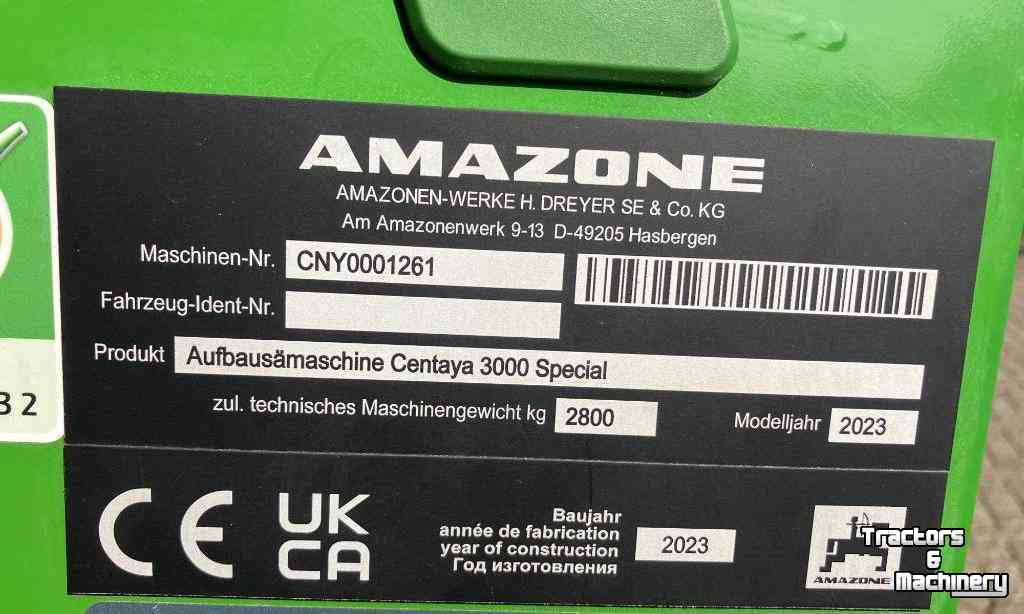 AMAZONE
AMAZONEN-WERKE H. DREYER SE & Co. KG
Am Amazonenwerk 9-13 D-49205 Hasbergen
Maschinen-Nr. CNY0001261
Fahrzeug-Ident-Nr.
Produkt Aufbausämaschine Centaya 3000 Special
zul. technisches Maschinengewicht kg 2800 Modelljahr 2023
3 2
CE UK CA
Baujahr
année de fabrication
year of construction 2023
Год изготовления
AMAZONE
Tractors
&
Machinery